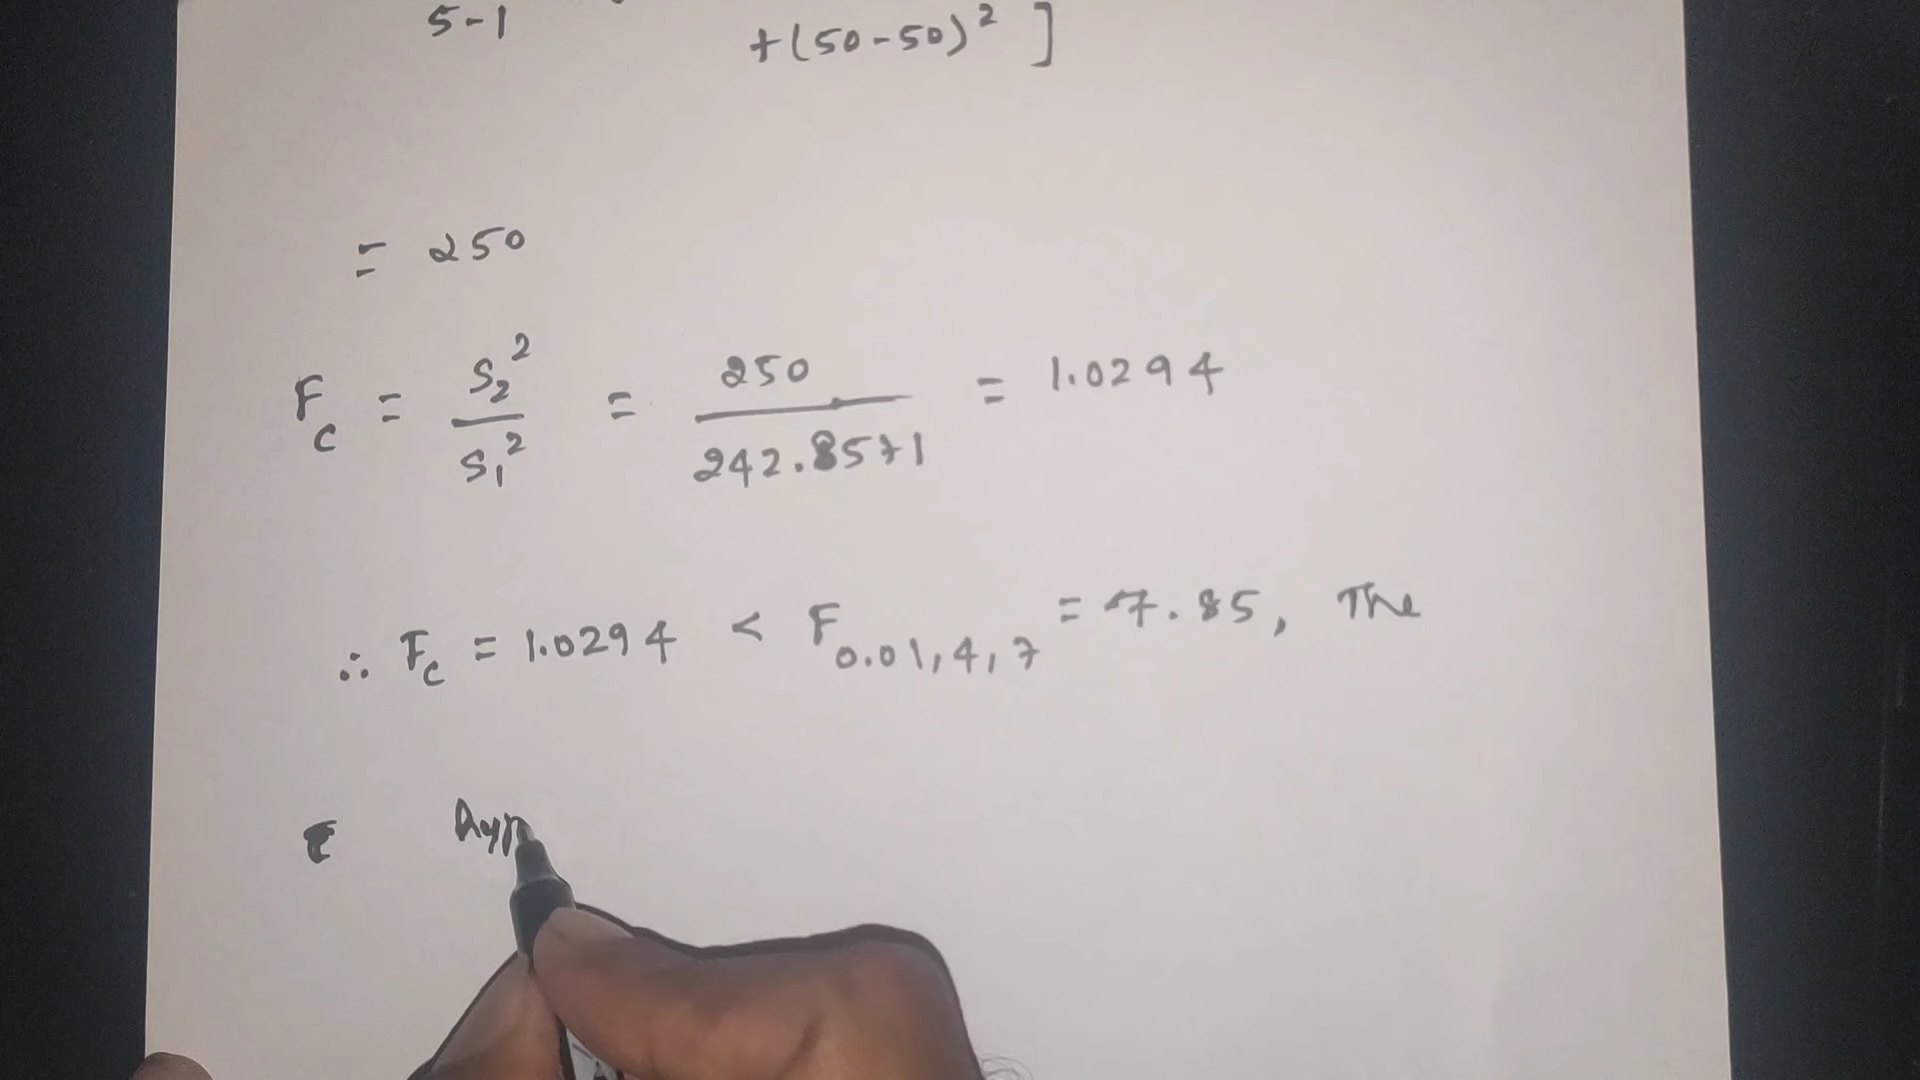 5-1 +(50-50)² ]
= 250
F_c = S₂²/S₁² = 250/242.8571 = 1.0294
∴ F_c = 1.0294 < F_0.01,4,7 = 7.85, The
hyp